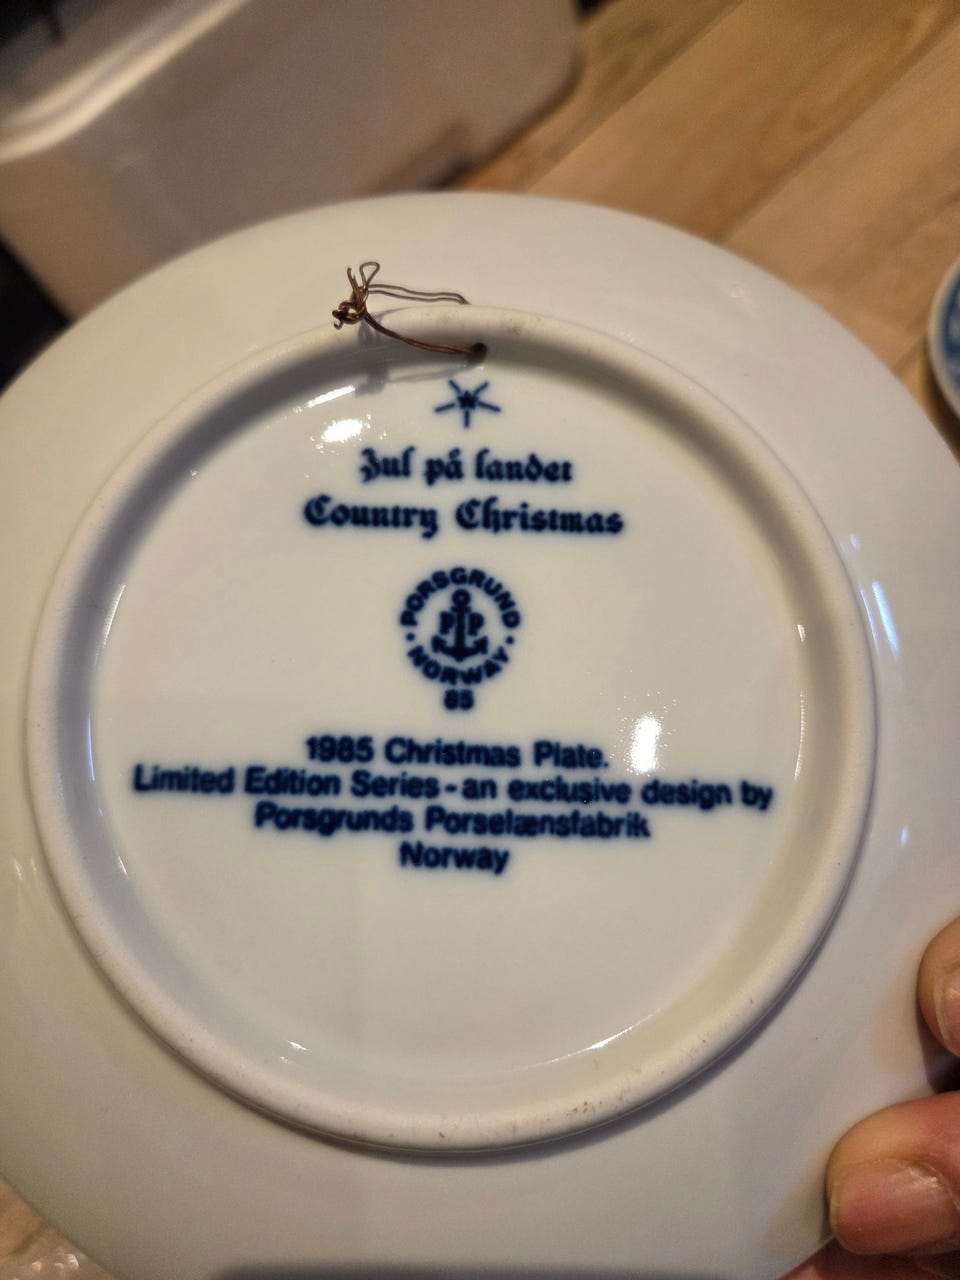 Jul på landet
Country Christmas
PORSGRUND
PP
NORWAY
85
1985 Christmas Plate.
Limited Edition Series - an exclusive design by
Porsgrunds Porselænsfabrik
Norway